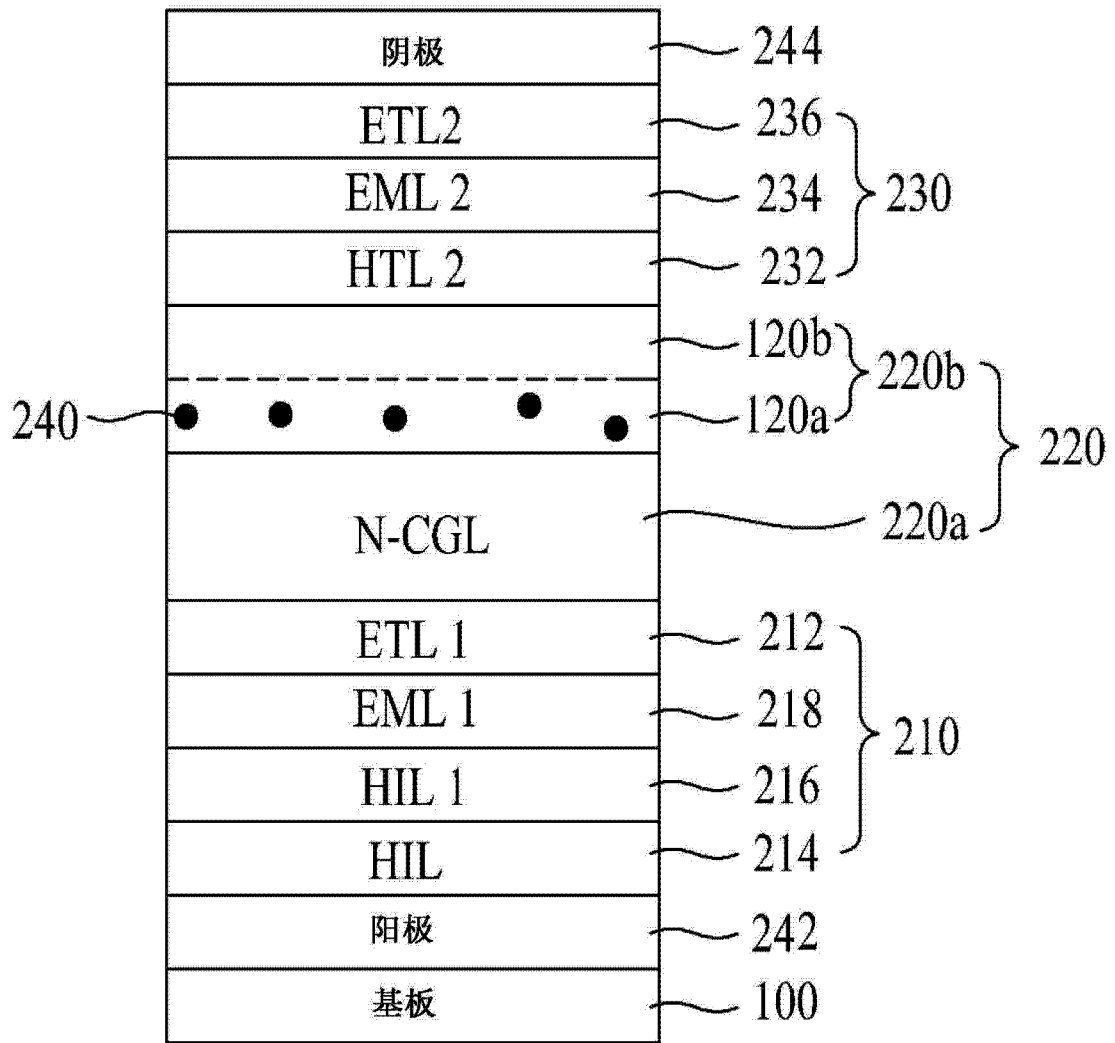 阴极 244
ETL2 236
EML 2 234 230
HTL 2 232
120b 220b
240 120a 220
N-CGL 220a
ETL 1 212
EML 1 218 210
HIL 1 216
HIL 214
阳极 242
基板 100